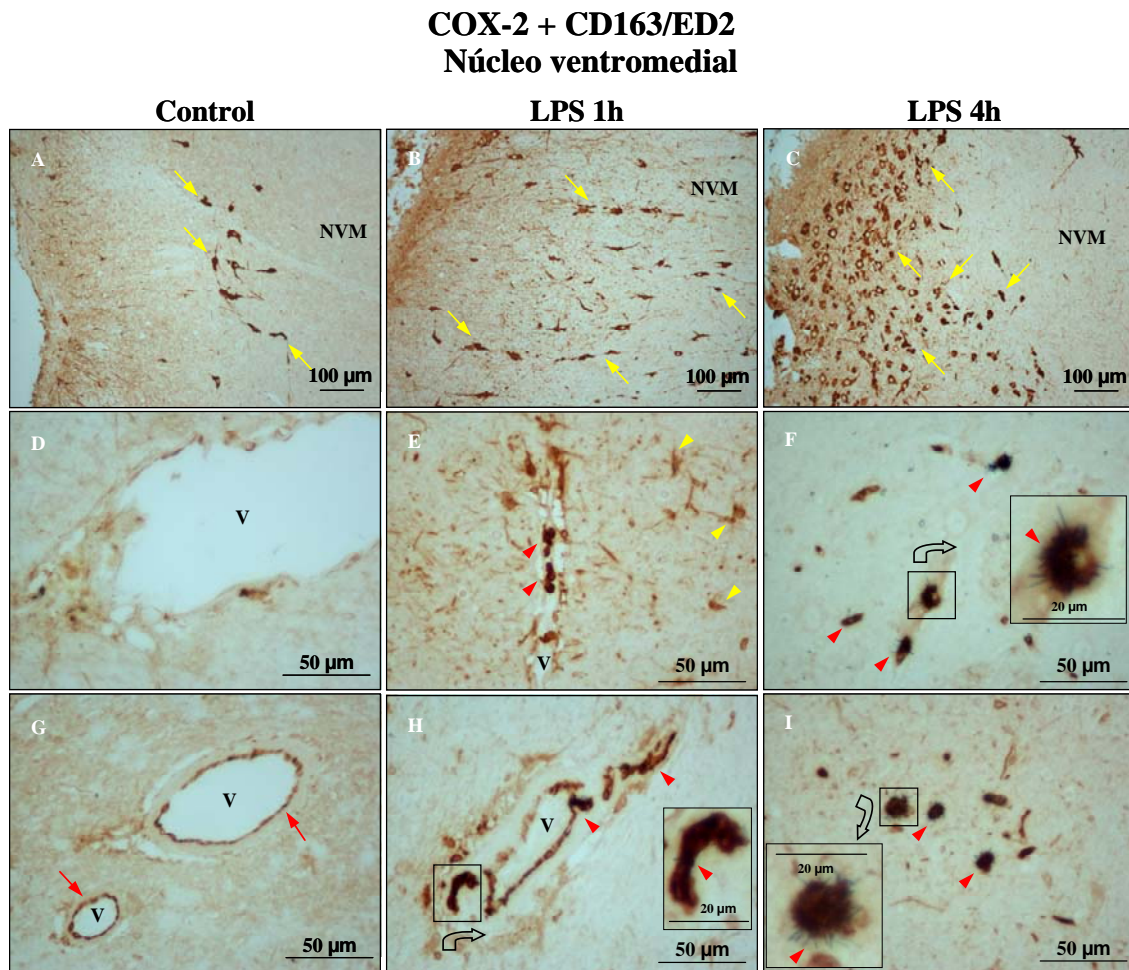 COX-2 + CD163/ED2
Núcleo ventromedial
Control LPS 1h LPS 4h
A
NVM
100 µm
B
NVM
100 µm
C
NVM
100 µm
D
V
50 µm
E
V
50 µm
F
20 µm
50 µm
G
V
V
50 µm
H
V
20 µm
50 µm
I
20 µm
50 µm